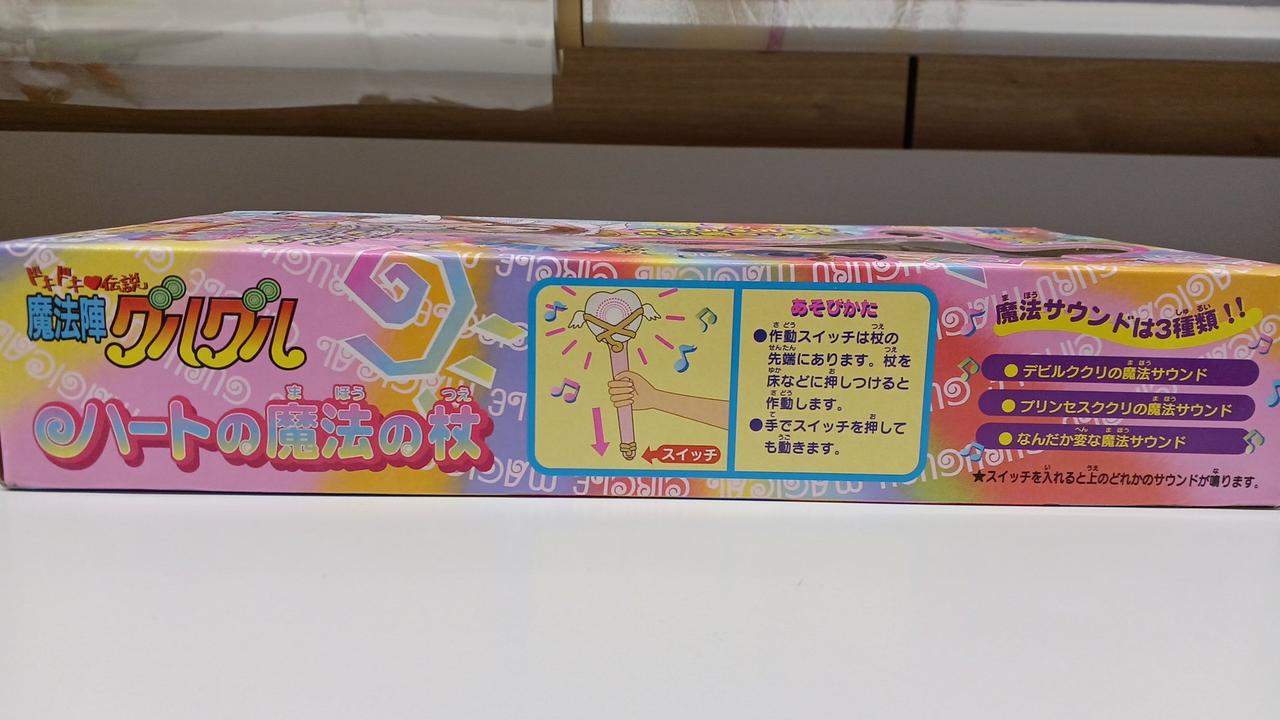 ドキドキ♥伝説
魔法陣グルグル
ハートの魔法の杖
スイッチ
あそびかた
●作動スイッチは杖の
先端にあります。杖を
床などに押しつけると
作動します。
●手でスイッチを押して
も動きます。
魔法サウンドは3種類!!
●デビルククリの魔法サウンド
●プリンセスククリの魔法サウンド
●なんだか変な魔法サウンド
★スイッチを入れると上のどれかのサウンドが鳴ります。